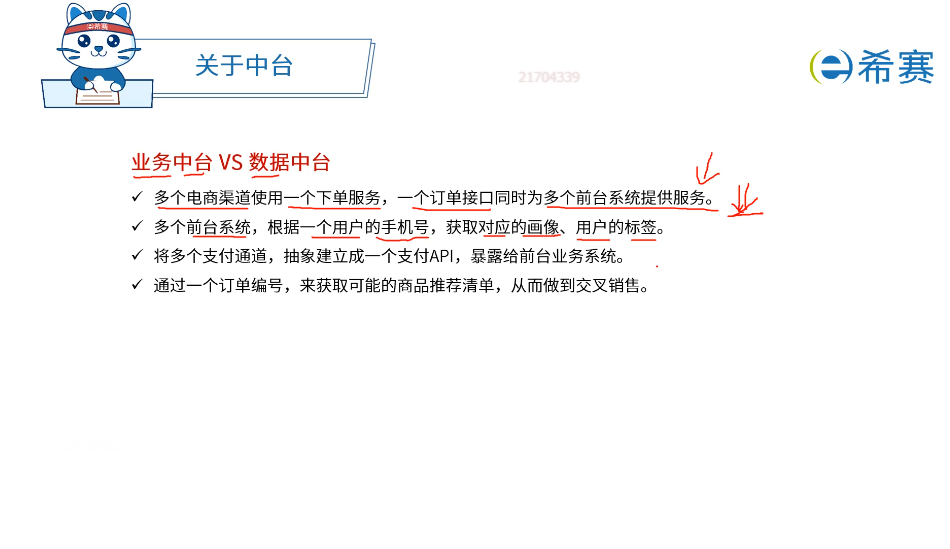 希赛
关于中台
21704339
希赛
业务中台 VS 数据中台
✓ 多个电商渠道使用一个下单服务，一个订单接口同时为多个前台系统提供服务。
✓ 多个前台系统，根据一个用户的手机号，获取对应的画像、用户的标签。
✓ 将多个支付通道，抽象建立成一个支付API，暴露给前台业务系统。
✓ 通过一个订单编号，来获取可能的商品推荐清单，从而做到交叉销售。